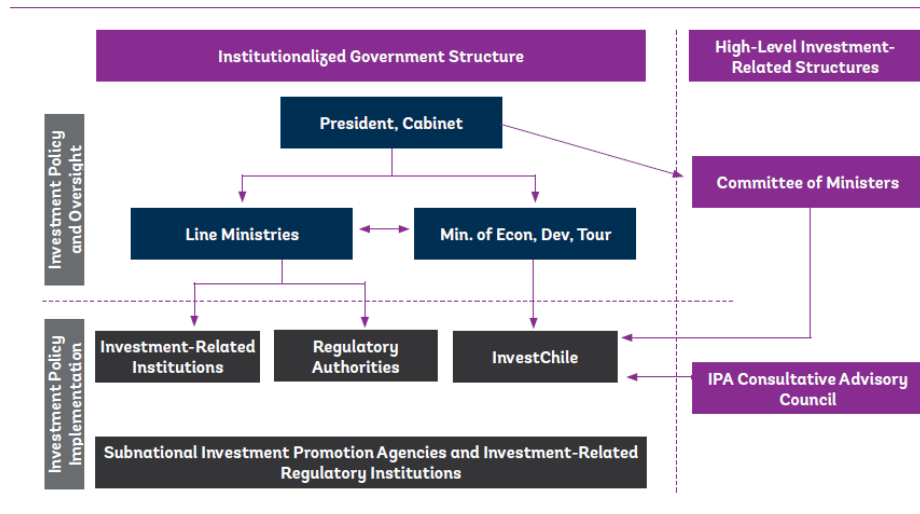 Institutionalized Government Structure
High-Level Investment-
Related Structures
Investment Policy
and Oversight
President, Cabinet
Committee of Ministers
Line Ministries
Min. of Econ, Dev, Tour
Investment Policy
Implementation
Investment-Related
Institutions
Regulatory
Authorities
InvestChile
IPA Consultative Advisory
Council
Subnational Investment Promotion Agencies and Investment-Related
Regulatory Institutions